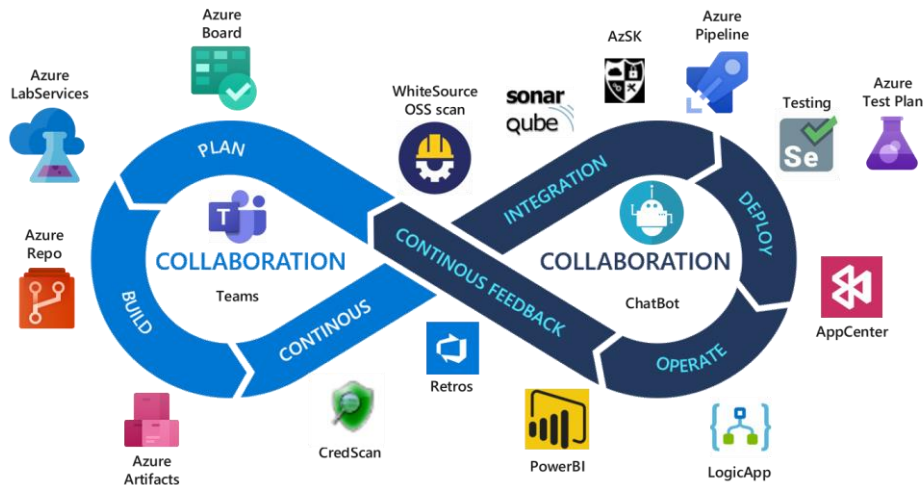 Azure
Board
Azure
LabServices
WhiteSource
OSS scan
sonar
qube
AzSK
Azure
Pipeline
Testing
Se
Azure
Test Plan
PLAN
T
COLLABORATION
Teams
Azure
Repo
BUILD
CONTINOUS
CONTINOUS FEEDBACK
INTEGRATION
COLLABORATION
ChatBot
DEPLOY
OPERATE
AppCenter
Retros
CredScan
Azure
Artifacts
PowerBI
LogicApp